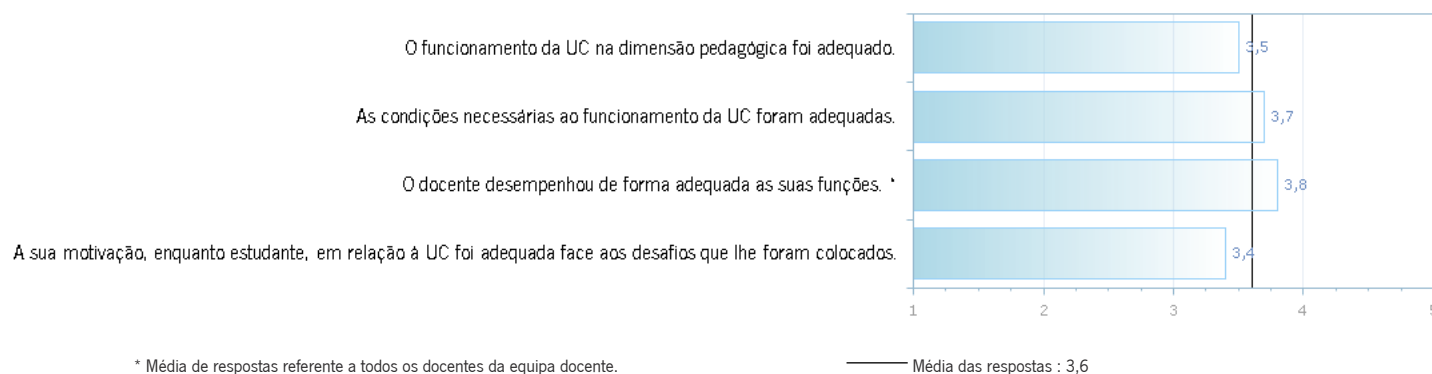 O funcionamento da UC na dimensão pedagógica foi adequado.
3,5
As condições necessárias ao funcionamento da UC foram adequadas.
3,7
O docente desempenhou de forma adequada as suas funções. *
3,8
A sua motivação, enquanto estudante, em relação à UC foi adequada face aos desafios que lhe foram colocados.
3,4
1 2 3 4 5
* Média de respostas referente a todos os docentes da equipa docente.
Média das respostas : 3,6